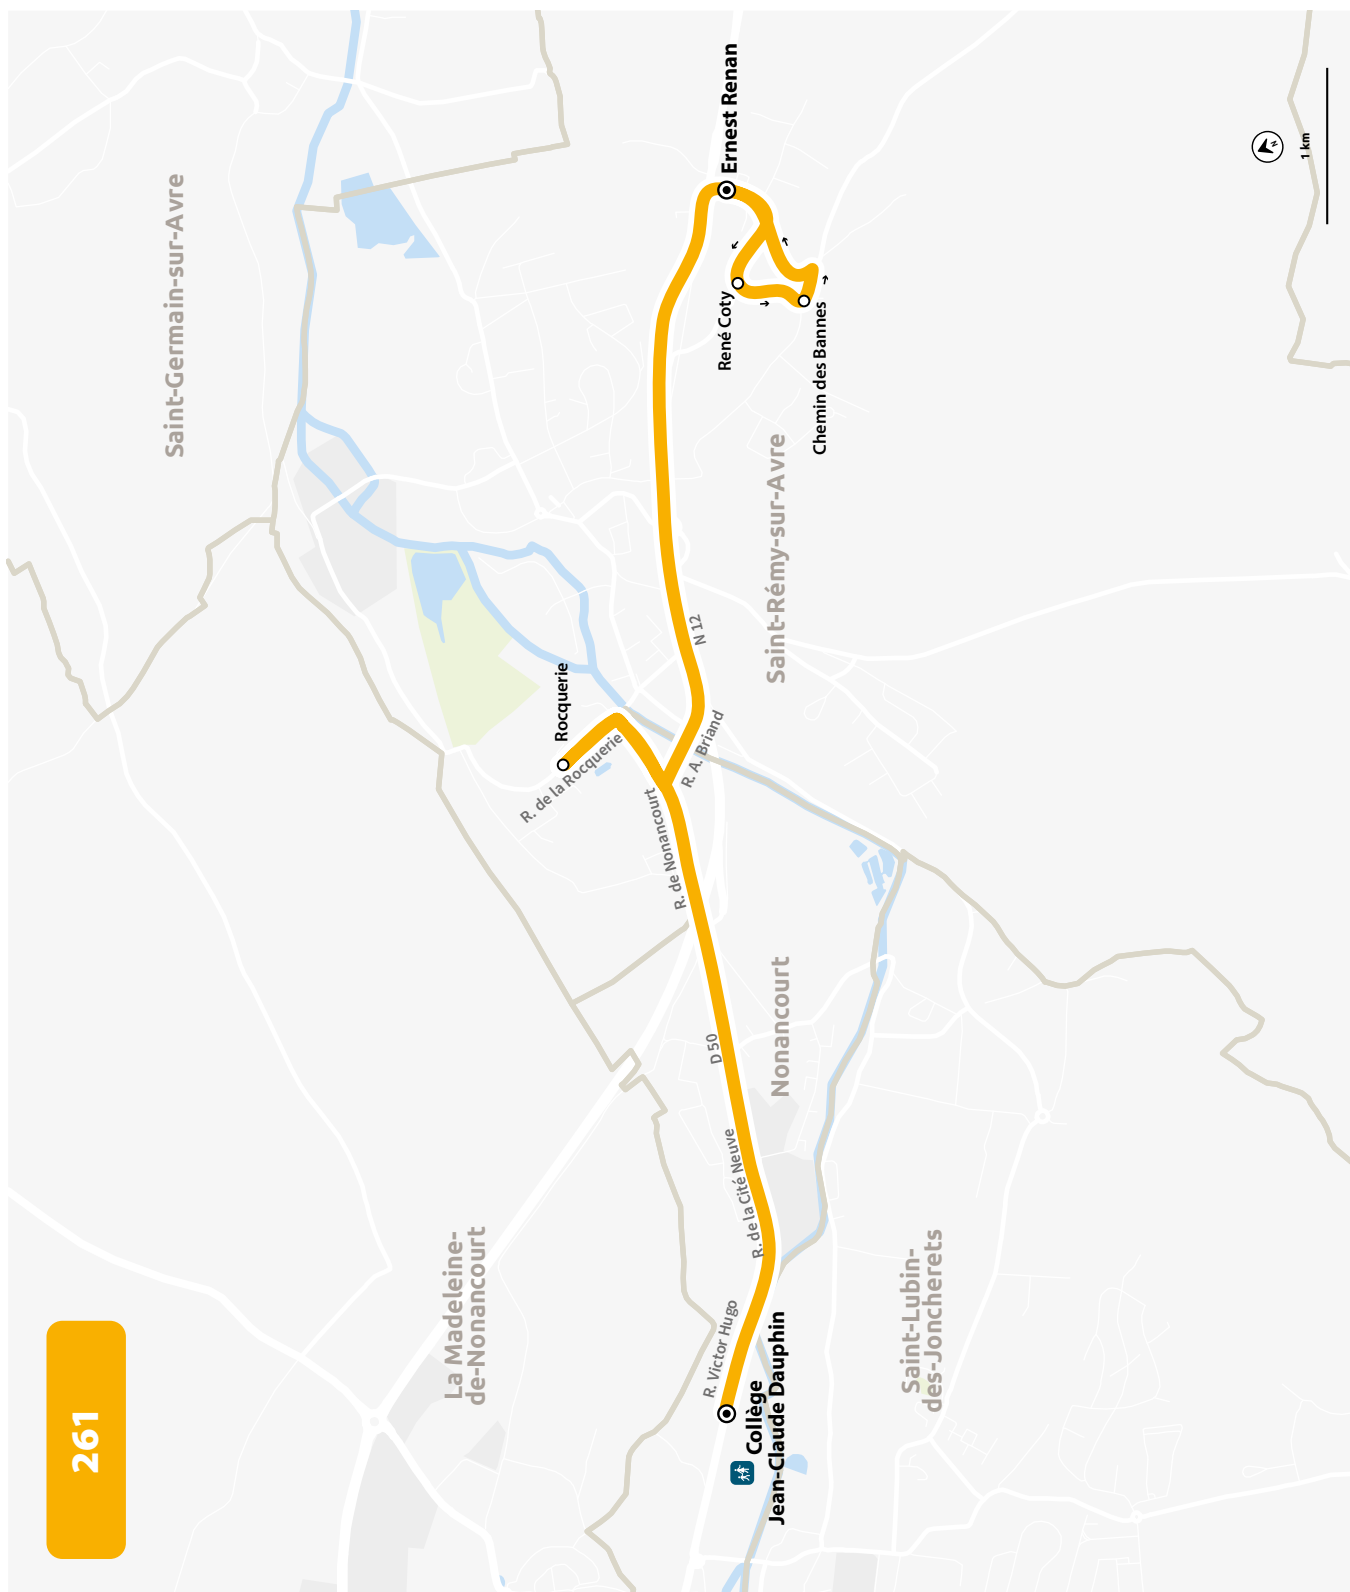 261
Saint-Germain-sur-Avre
La Madeleine-
de-Nonancourt
Rocquerie
R. de la Rocquerie
R. de Nonancourt
R. A. Briand
N 12
D 50
R. de la Cité Neuve
R. Victor Hugo
Collège
Jean-Claude Dauphin
Nonancourt
Saint-Rémy-sur-Avre
Saint-Lubin-
des-Joncherets
René Coty
Chemin des Bannes
Ernest Renan
N
1 km